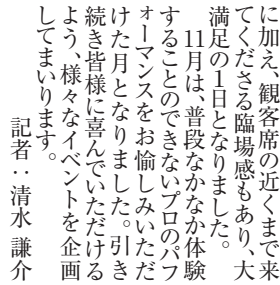 に加え、観客席の近くまで来
てくださる臨場感もあり、大
満足の1日となりました。
　11月は、普段なかなか体験
することのできないプロのパフ
ォーマンスをお愉しみいただ
けた月となりました。引き
続き皆様に喜んでいただける
よう、様々なイベントを企画
してまいります。
記者：清水 謙介